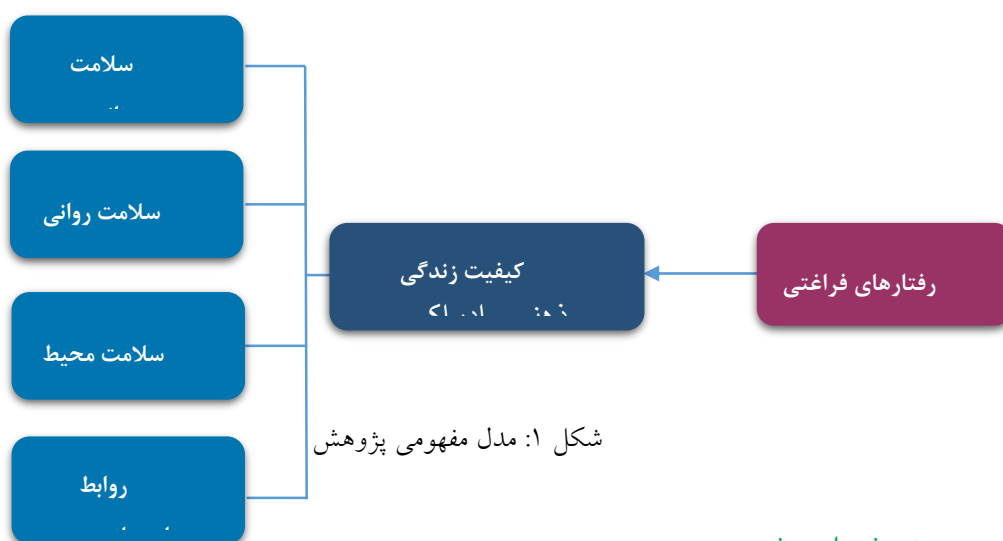 سلامت
سلامت روانی
سلامت محیط
روابط
کیفیت زندگی
رفتارهای فراغتی
شکل ۱: مدل مفهومی پژوهش